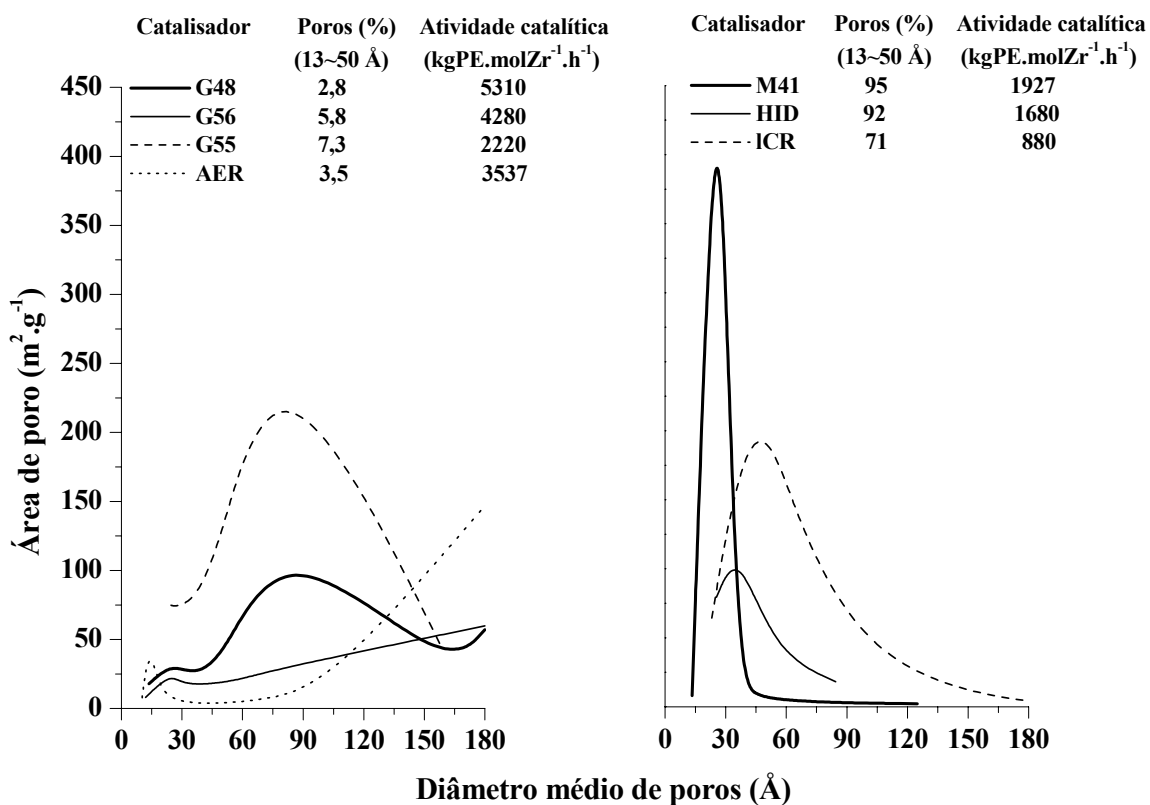 Catalisador Poros (%) Atividade catalítica
(13~50 Å) (kgPE.molZr⁻¹.h⁻¹)
G48 2,8 5310
G56 5,8 4280
G55 7,3 2220
AER 3,5 3537
Catalisador Poros (%) Atividade catalítica
(13~50 Å) (kgPE.molZr⁻¹.h⁻¹)
M41 95 1927
HID 92 1680
ICR 71 880
Área de poro (m².g⁻¹)
450
400
350
300
250
200
150
100
50
0
0 30 60 90 120 150 180
0 30 60 90 120 150 180
Diâmetro médio de poros (Å)